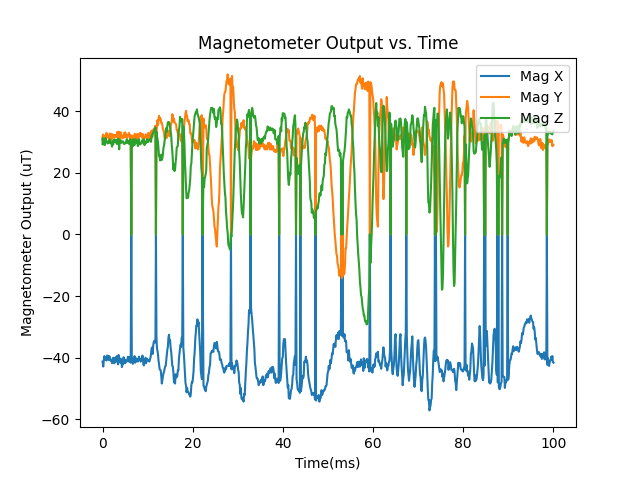 Magnetometer Output vs. Time
Mag X
Mag Y
Mag Z
Magnetometer Output (uT)
40
20
0
−20
−40
−60
0
20
40
60
80
100
Time(ms)